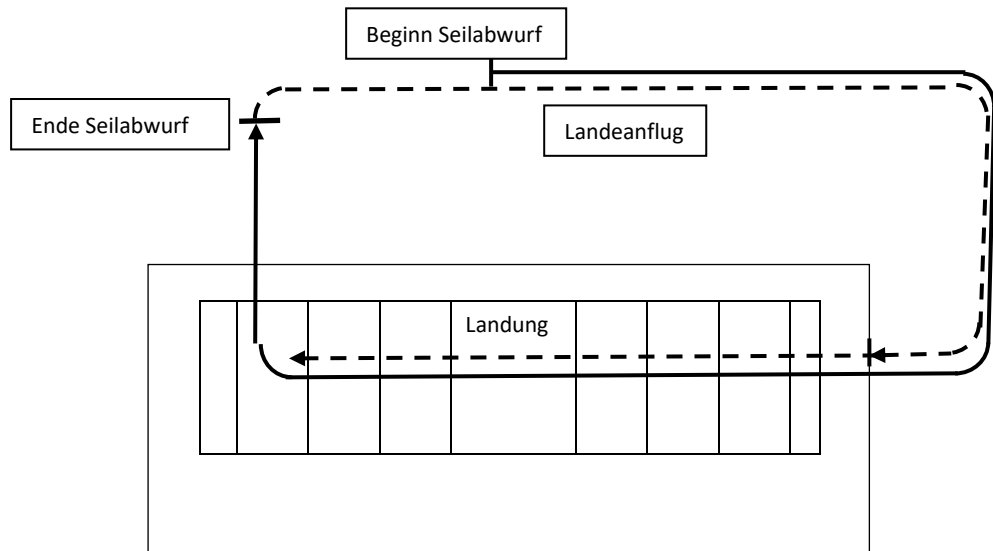 Beginn Seilabwurf
Ende Seilabwurf
Landeanflug
Landung